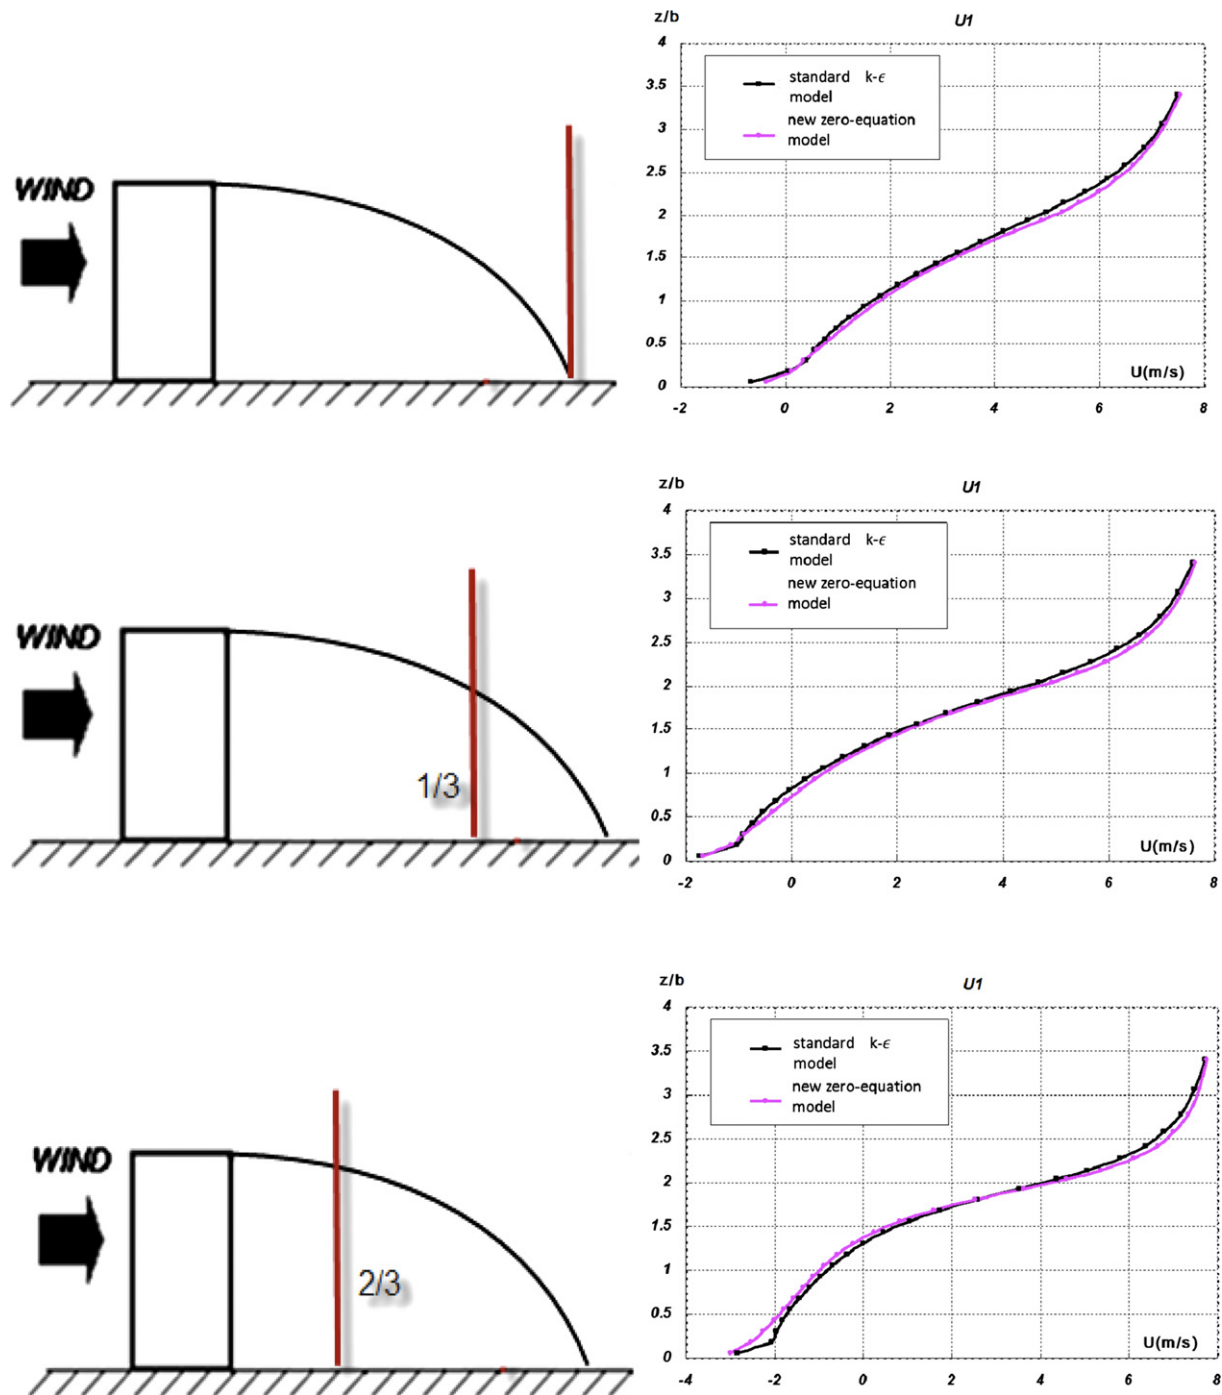 WIND
z/b
U1
4
3.5
3
2.5
2
1.5
1
0.5
0
standard k-ϵ
model
new zero-equation
model
U(m/s)
-2 0 2 4 6 8
WIND
1/3
z/b
U1
4
3.5
3
2.5
2
1.5
1
0.5
0
standard k-ϵ
model
new zero-equation
model
U(m/s)
-2 0 2 4 6 8
WIND
2/3
z/b
U1
4
3.5
3
2.5
2
1.5
1
0.5
0
standard k-ϵ
model
new zero-equation
model
U(m/s)
-4 -2 0 2 4 6 8